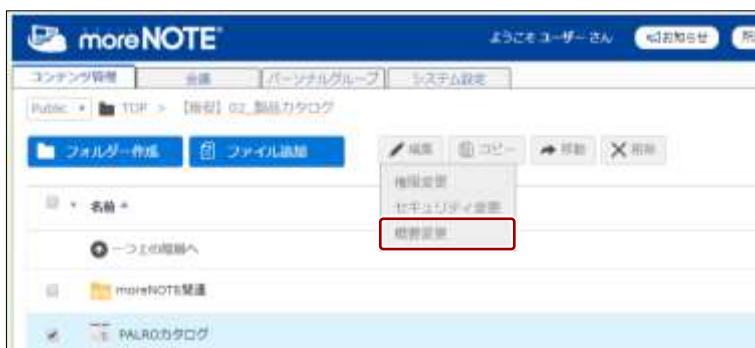 moreNOTE
ようこそ ユーザー さん お知らせ
コンテンツ管理 会議 パーソナルグループ システム設定
Public TOP > 【機密】02_製品カタログ
フォルダー作成 ファイル追加 編集 コピー 移動 削除
権限変更
セキュリティ変更
概要変更
名前
一つ上の階層へ
moreNOTE関連
PALROカタログ